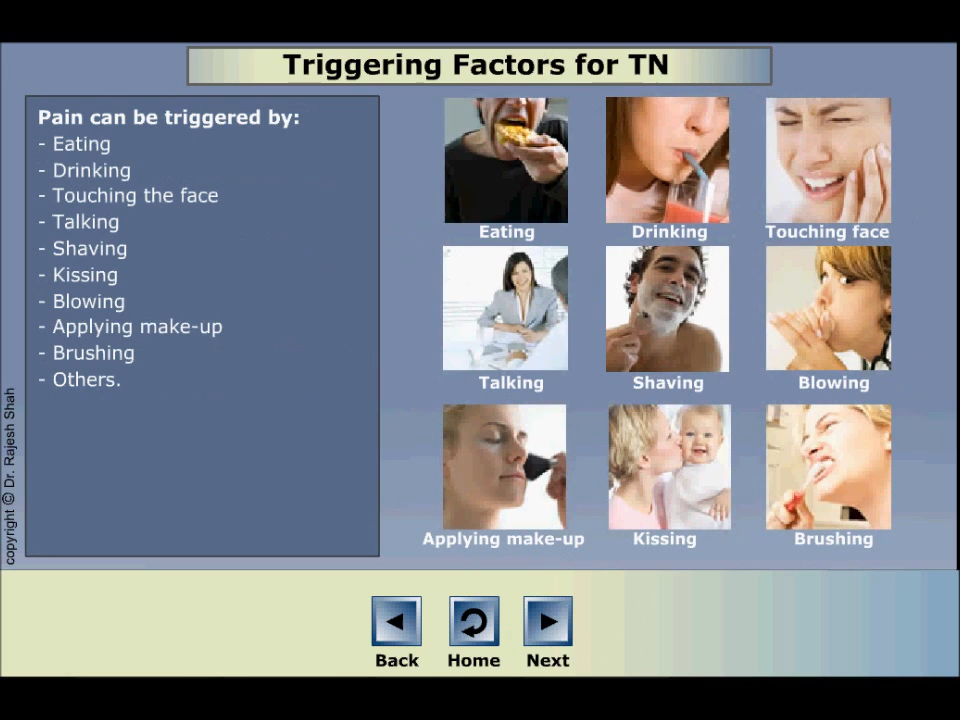 Triggering Factors for TN
Pain can be triggered by:
- Eating
- Drinking
- Touching the face
- Talking
- Shaving
- Kissing
- Blowing
- Applying make-up
- Brushing
- Others.
Eating
Drinking
Touching face
Talking
Shaving
Blowing
Applying make-up
Kissing
Brushing
copyright © Dr. Rajesh Shah
Back
Home
Next